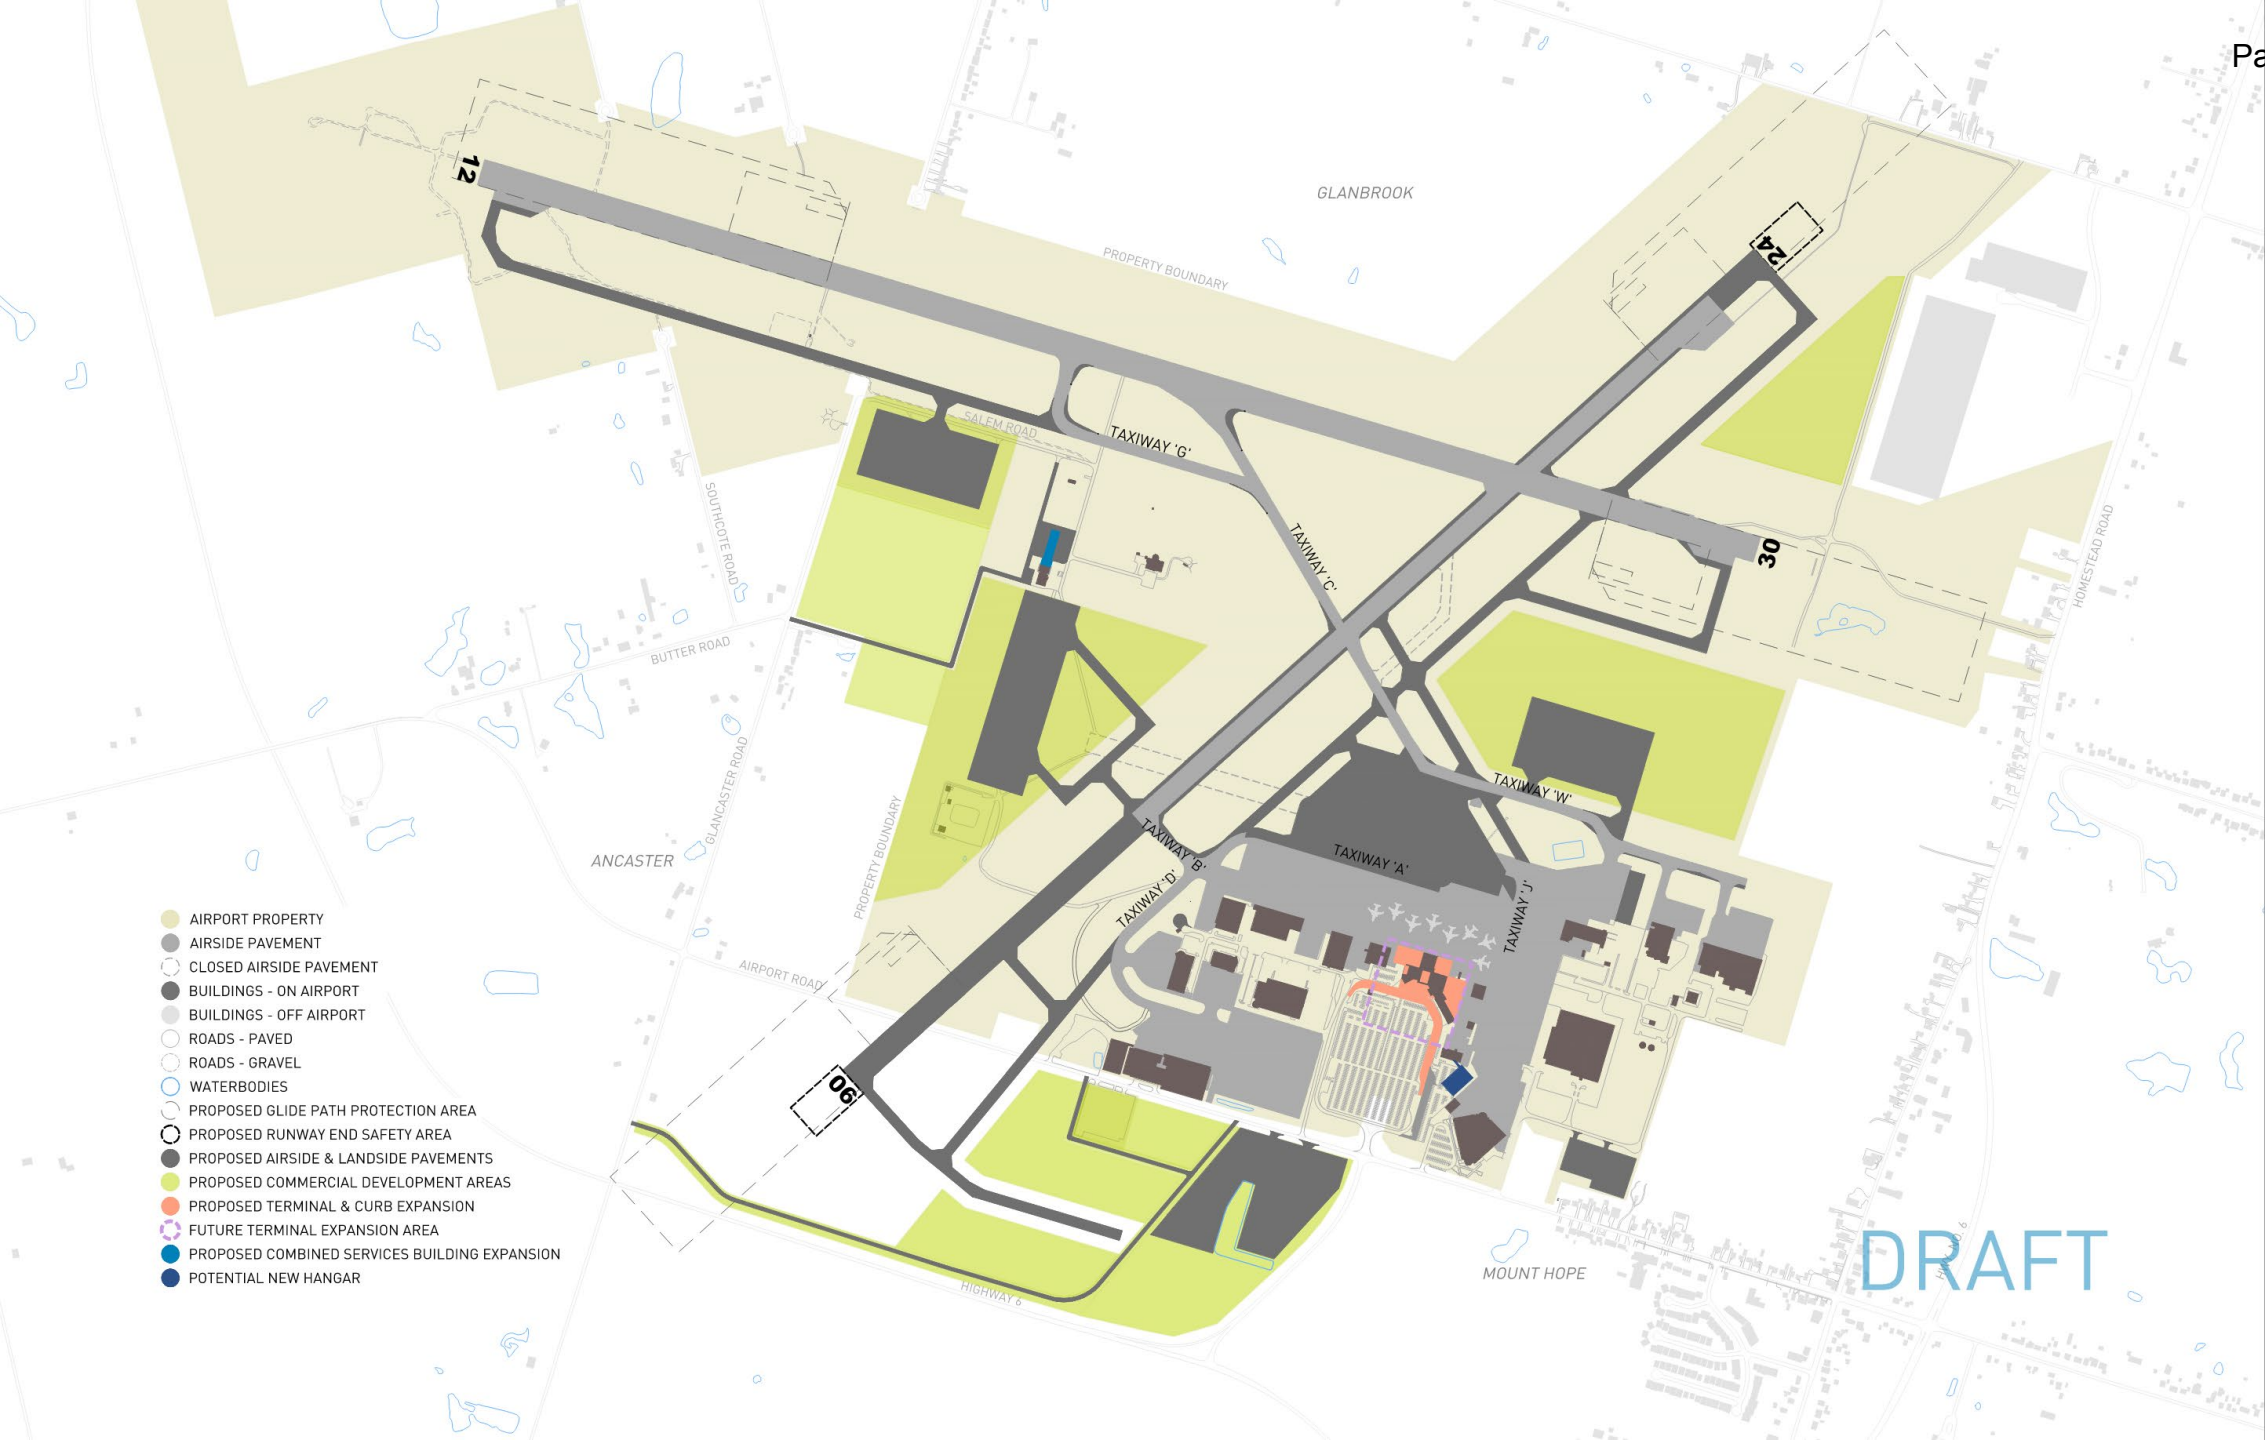 Pa
GLANBROOK
12
24
PROPERTY BOUNDARY
SALEM ROAD
TAXIWAY 'G'
SOUTHCOTE ROAD
TAXIWAY 'C'
30
HOMESTEAD ROAD
BUTTER ROAD
GLANCASTER ROAD
TAXIWAY 'W'
PROPERTY BOUNDARY
TAXIWAY 'B'
TAXIWAY 'A'
ANCASTER
TAXIWAY 'D'
TAXIWAY 'J'
AIRPORT ROAD
06
AIRPORT PROPERTY
AIRSIDE PAVEMENT
CLOSED AIRSIDE PAVEMENT
BUILDINGS - ON AIRPORT
BUILDINGS - OFF AIRPORT
ROADS - PAVED
ROADS - GRAVEL
WATERBODIES
PROPOSED GLIDE PATH PROTECTION AREA
PROPOSED RUNWAY END SAFETY AREA
PROPOSED AIRSIDE & LANDSIDE PAVEMENTS
PROPOSED COMMERCIAL DEVELOPMENT AREAS
PROPOSED TERMINAL & CURB EXPANSION
FUTURE TERMINAL EXPANSION AREA
PROPOSED COMBINED SERVICES BUILDING EXPANSION
POTENTIAL NEW HANGAR
HIGHWAY 6
MOUNT HOPE
HWY. NO. 6
DRAFT